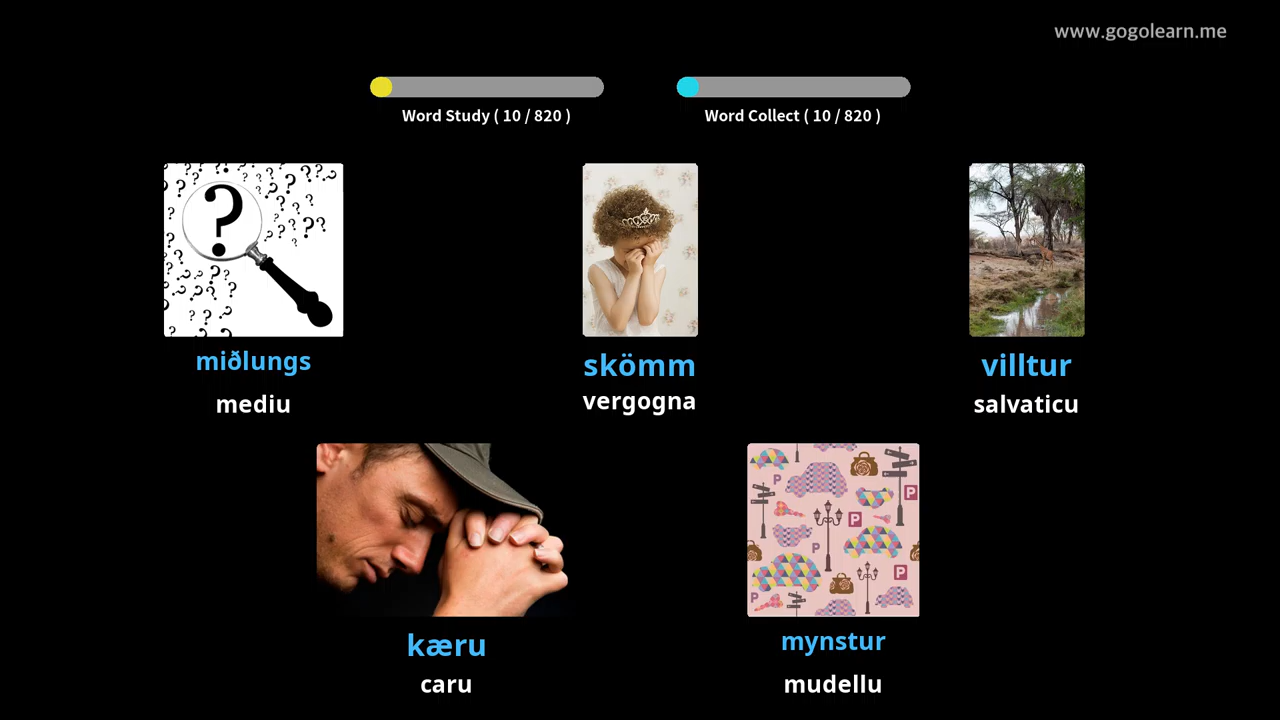 www.gogolearn.me
Word Study ( 10 / 820 )
Word Collect ( 10 / 820 )
miðlungs
mediu
skömm
vergogna
villtur
salvaticu
kæru
caru
mynstur
mudellu